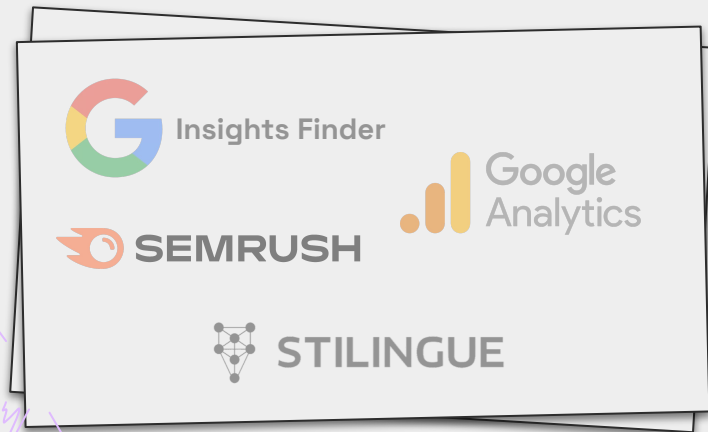 Insights Finder
Google
Analytics
SEMRUSH
STILINGUE